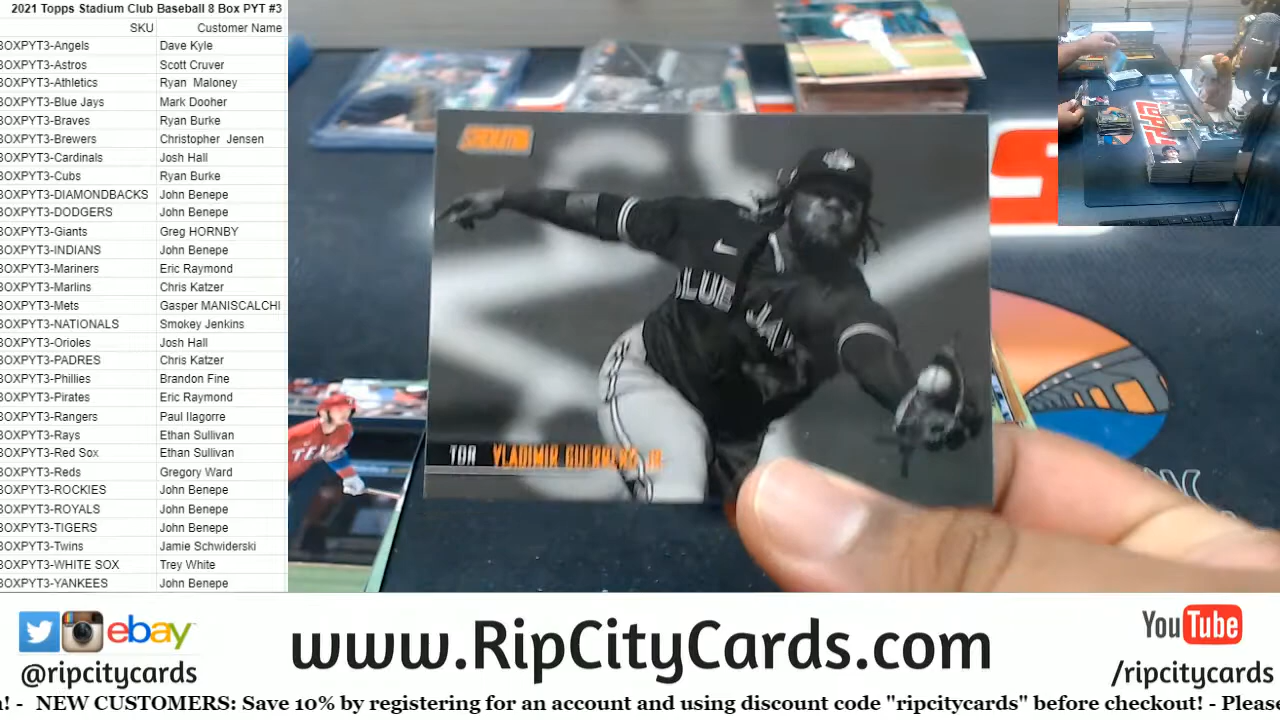 2021 Topps Stadium Club Baseball 8 Box PYT #3
SKU Customer Name
BOXPYT3-Angels Dave Kyle
BOXPYT3-Astros Scott Cruver
BOXPYT3-Athletics Ryan Maloney
BOXPYT3-Blue Jays Mark Dooher
BOXPYT3-Braves Ryan Burke
BOXPYT3-Brewers Christopher Jensen
BOXPYT3-Cardinals Josh Hall
BOXPYT3-Cubs Ryan Burke
BOXPYT3-DIAMONDBACKS John Benepe
BOXPYT3-DODGERS John Benepe
BOXPYT3-Giants Greg HORNBY
BOXPYT3-INDIANS John Benepe
BOXPYT3-Mariners Eric Raymond
BOXPYT3-Marlins Chris Katzer
BOXPYT3-Mets Gasper MANISCALCHI
BOXPYT3-NATIONALS Smokey Jenkins
BOXPYT3-Orioles Josh Hall
BOXPYT3-PADRES Chris Katzer
BOXPYT3-Phillies Brandon Fine
BOXPYT3-Pirates Eric Raymond
BOXPYT3-Rangers Paul Ilagorre
BOXPYT3-Rays Ethan Sullivan
BOXPYT3-Red Sox Ethan Sullivan
BOXPYT3-Reds Gregory Ward
BOXPYT3-ROCKIES John Benepe
BOXPYT3-ROYALS John Benepe
BOXPYT3-TIGERS John Benepe
BOXPYT3-Twins Jamie Schwiderski
BOXPYT3-WHITE SOX Trey White
BOXPYT3-YANKEES John Benepe
BLUE JAY
TOR VLADIMIR GUERRERO JR.
TEX
ebay
@ripcitycards
www.RipCityCards.com
YouTube
/ripcitycards
! - NEW CUSTOMERS: Save 10% by registering for an account and using discount code "ripcitycards" before checkout! - Please